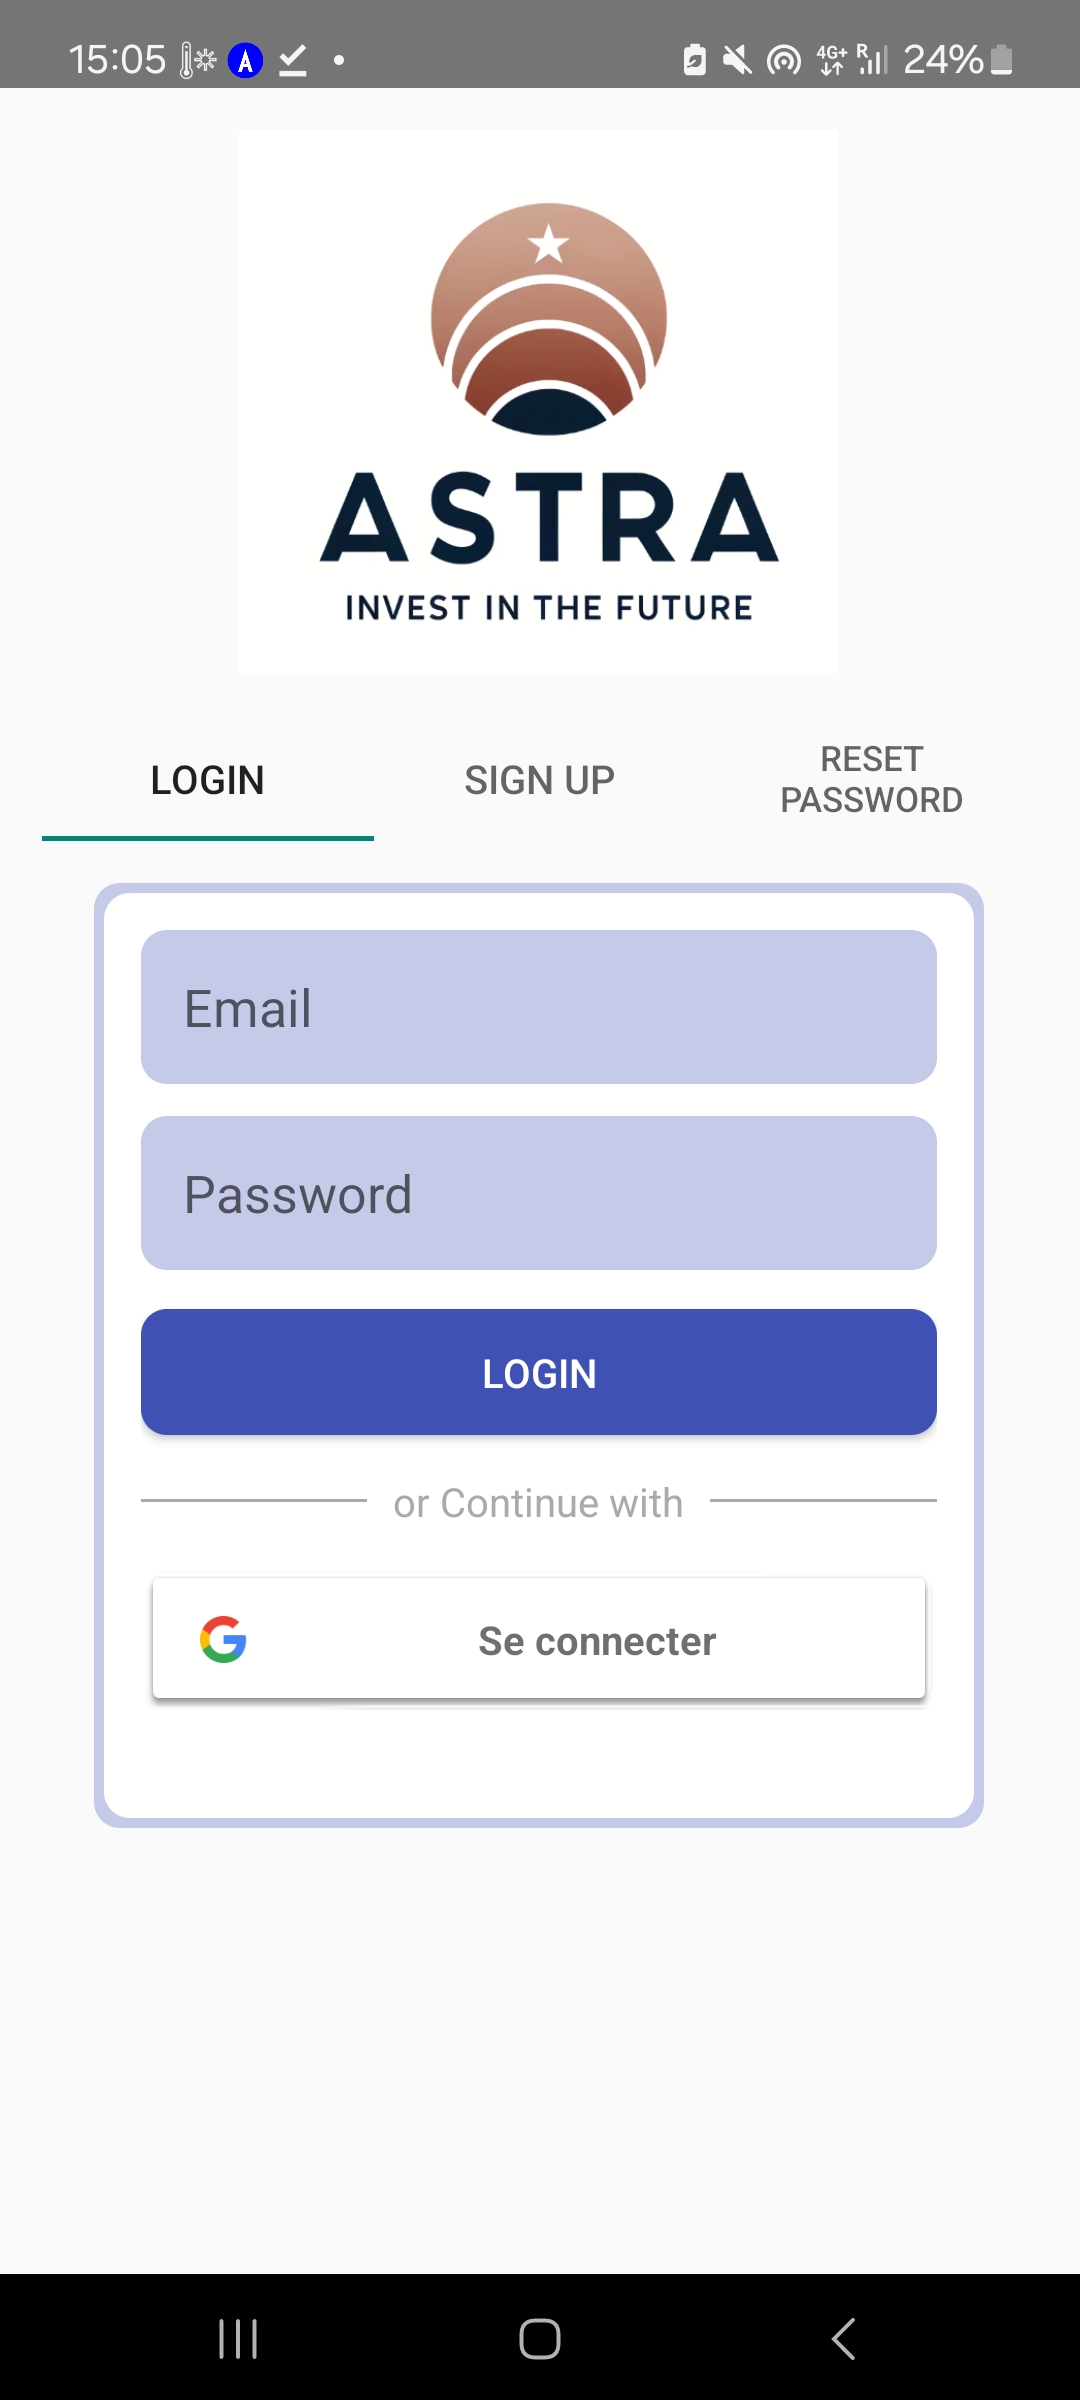 15:05
4G+ R 24%
ASTRA
INVEST IN THE FUTURE
LOGIN
SIGN UP
RESET
PASSWORD
Email
Password
LOGIN
or Continue with
Se connecter